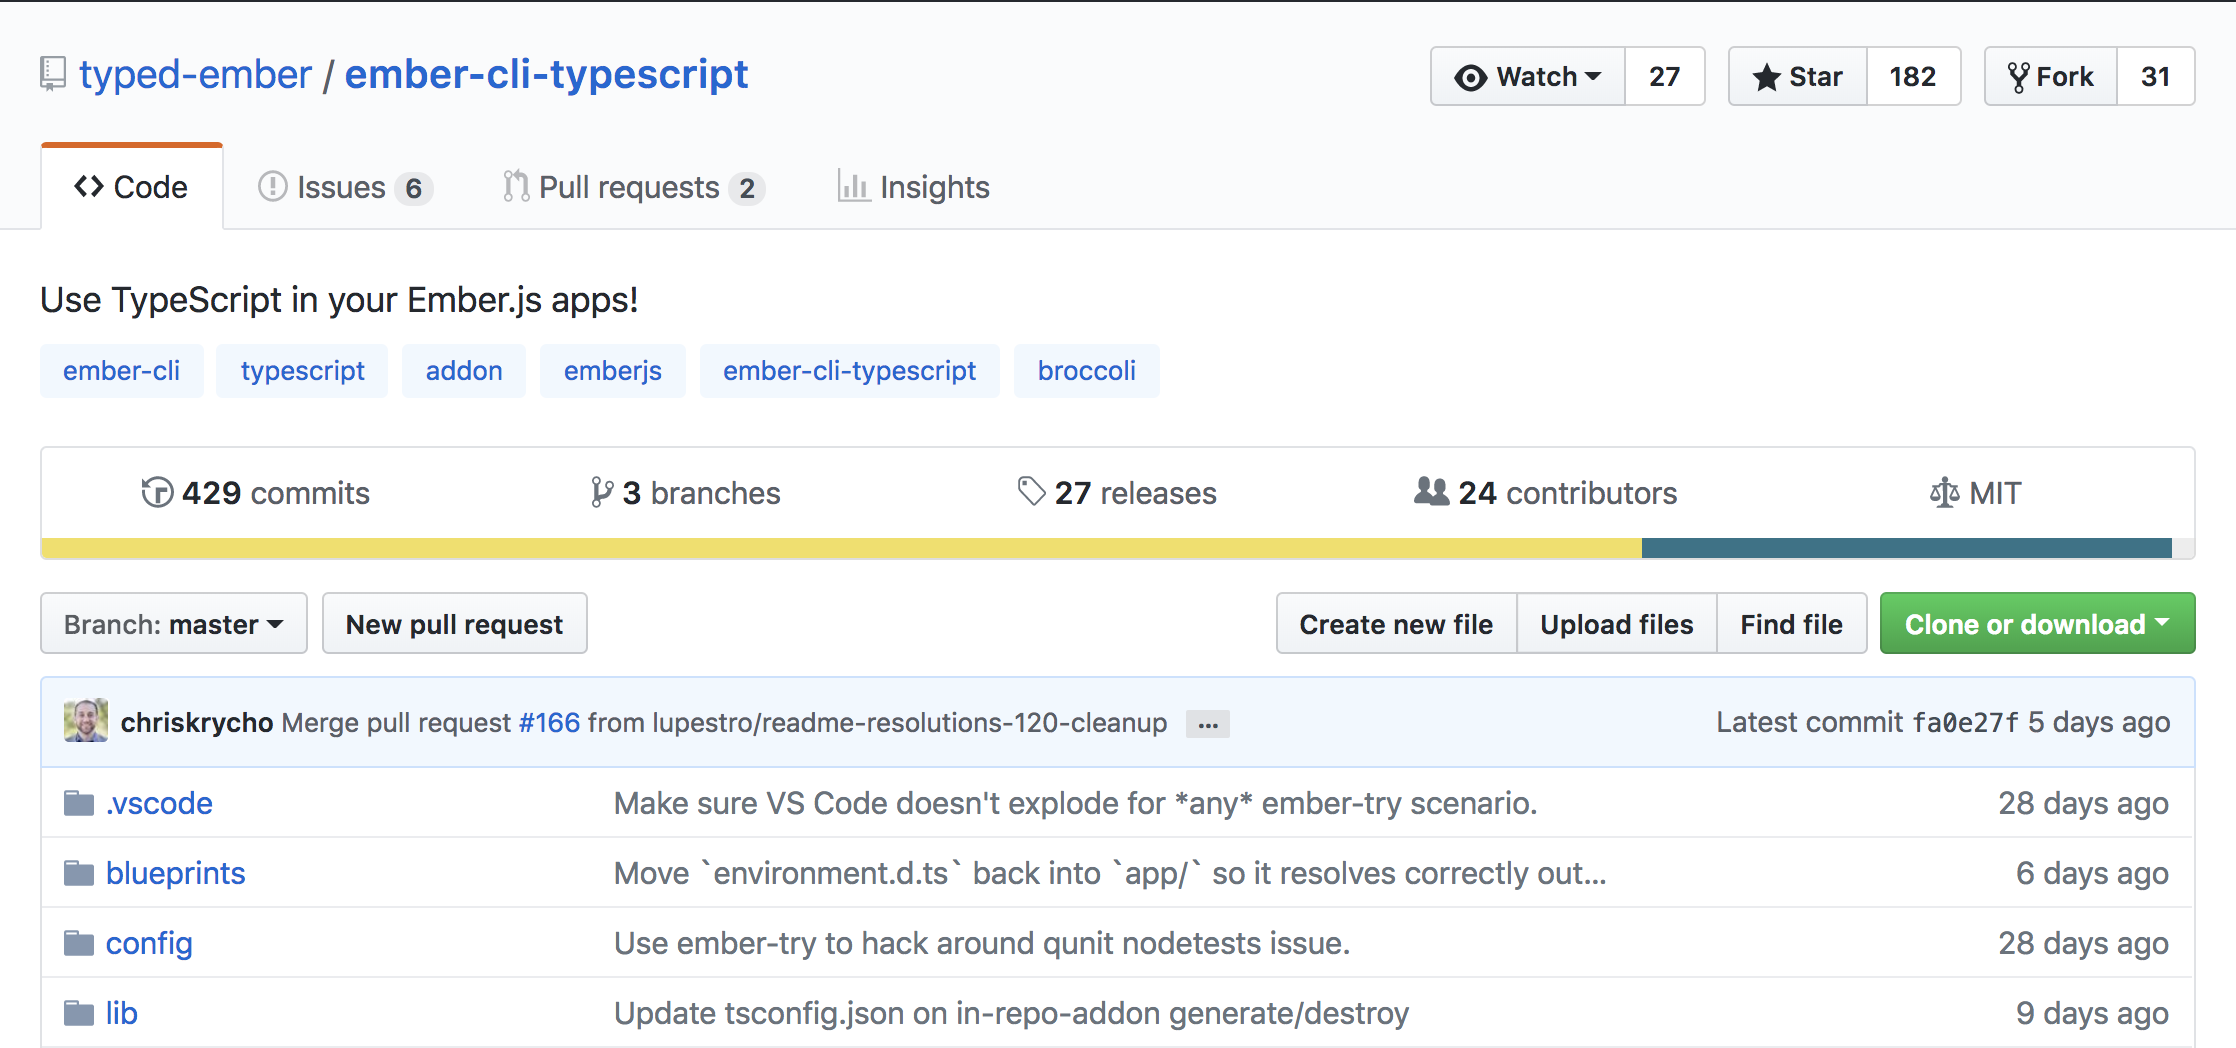 typed-ember / ember-cli-typescript Watch 27 Star 182 Fork 31
Code Issues 6 Pull requests 2 Insights
Use TypeScript in your Ember.js apps!
ember-cli typescript addon emberjs ember-cli-typescript broccoli
429 commits 3 branches 27 releases 24 contributors MIT
Branch: master New pull request Create new file Upload files Find file Clone or download
chriskrycho Merge pull request #166 from lupestro/readme-resolutions-120-cleanup ... Latest commit fa0e27f 5 days ago
.vscode Make sure VS Code doesn't explode for *any* ember-try scenario. 28 days ago
blueprints Move `environment.d.ts` back into `app/` so it resolves correctly out... 6 days ago
config Use ember-try to hack around qunit nodetests issue. 28 days ago
lib Update tsconfig.json on in-repo-addon generate/destroy 9 days ago